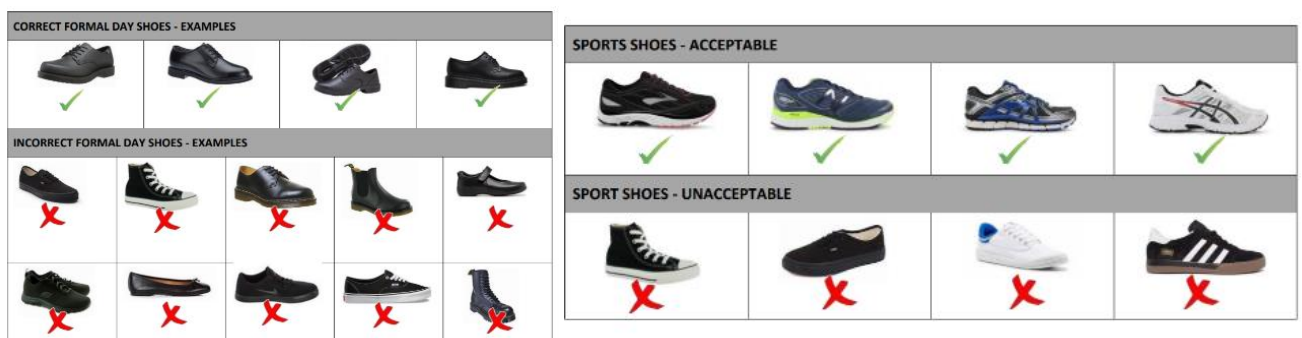 CORRECT FORMAL DAY SHOES - EXAMPLES
INCORRECT FORMAL DAY SHOES - EXAMPLES
SPORTS SHOES - ACCEPTABLE
SPORT SHOES - UNACCEPTABLE